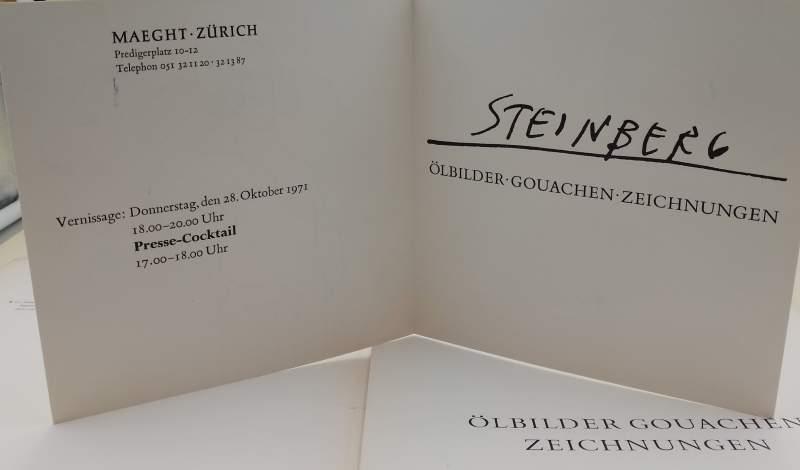 MAEGHT · ZÜRICH
Predigerplatz 10-12
Telephon 051 32 11 20 · 32 13 87
Vernissage: Donnerstag, den 28. Oktober 1971
18.00–20.00 Uhr
Presse-Cocktail
17.00–18.00 Uhr
STEINBERG
ÖLBILDER · GOUACHEN · ZEICHNUNGEN
ÖLBILDER GOUACHEN
ZEICHNUNGEN